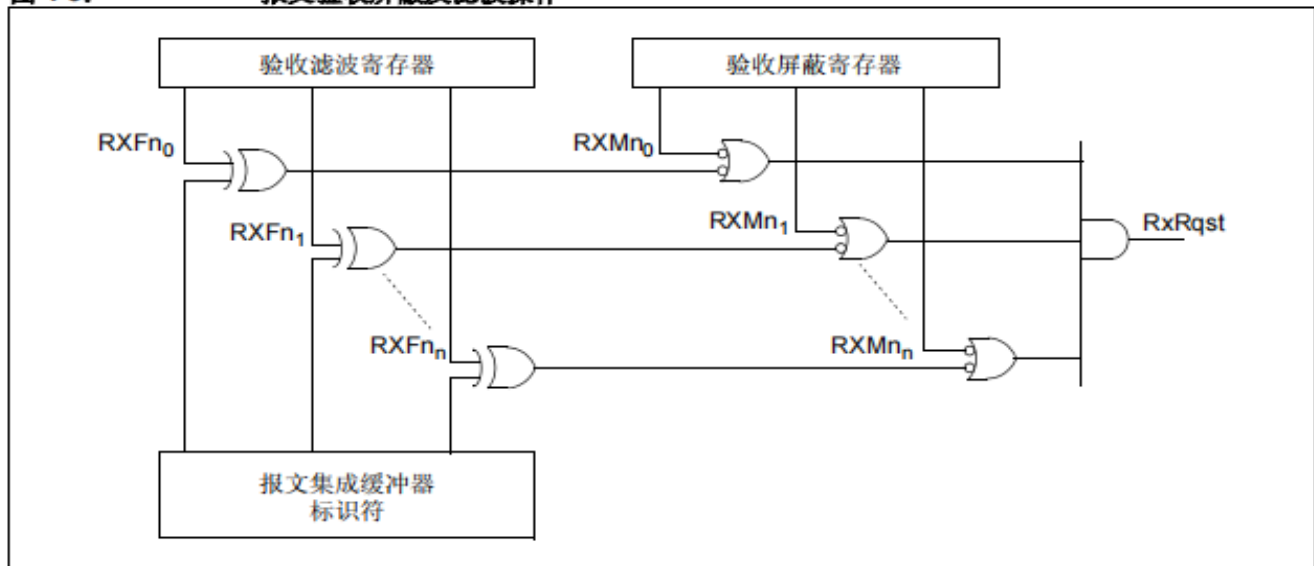 验收滤波寄存器
验收屏蔽寄存器
RXFn0
RXMn0
RXFn1
RXMn1
RxRqst
RXFnn
RXMnn
报文集成缓冲器
标识符